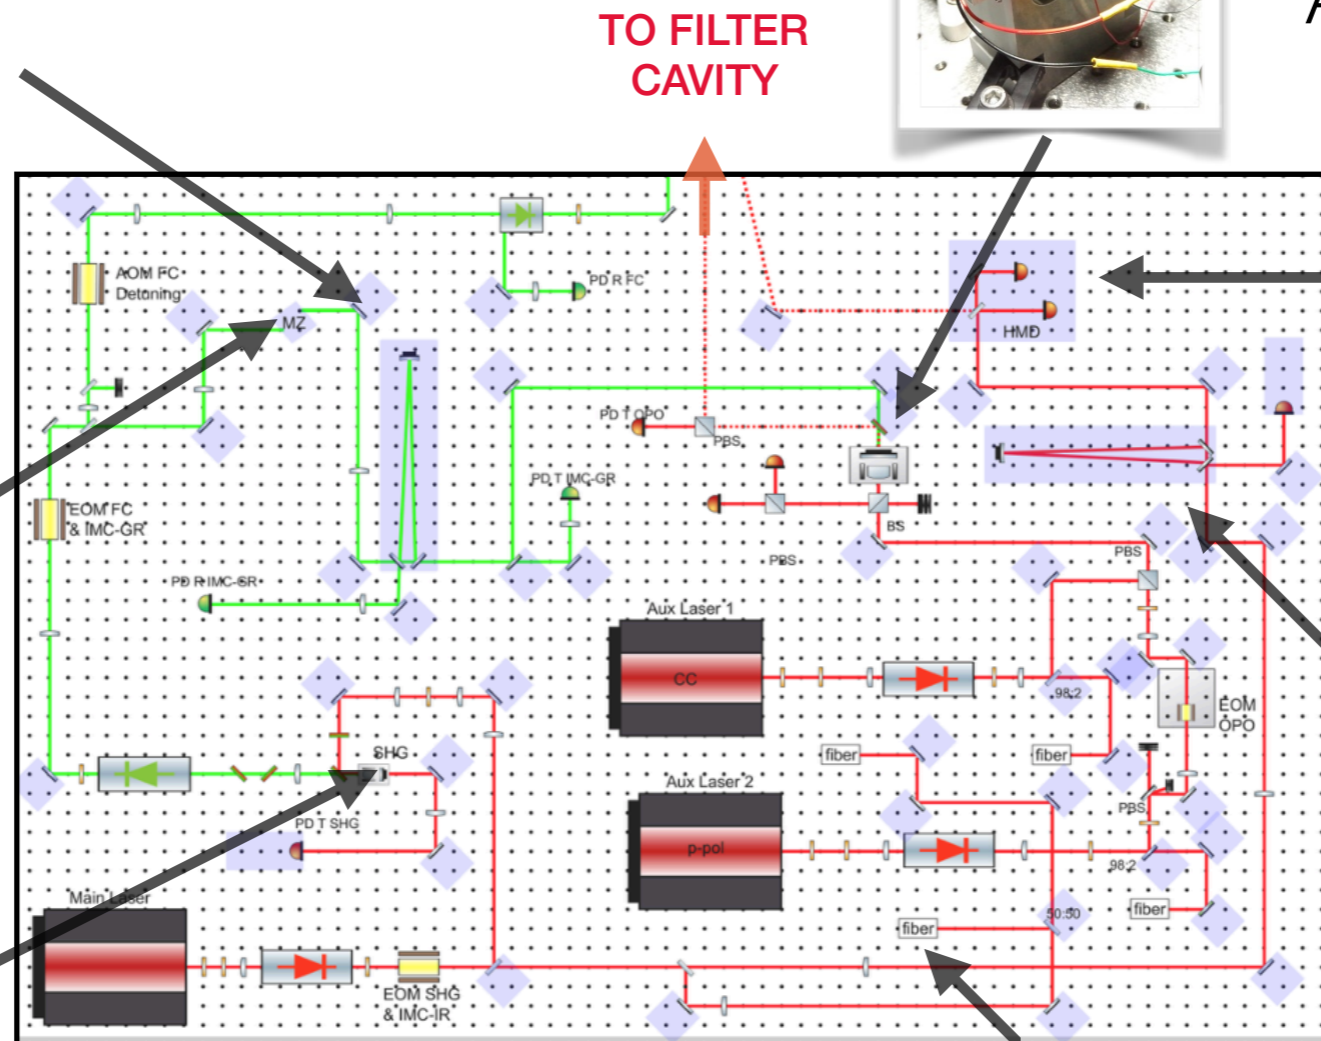 TO FILTER
CAVITY
AOM FC
Detoning
MZ
PD R FC
HMD
PD T OPO
PBS
PD T IMC-GR
EOM FC
& IMC-GR
BS
PBS
PBS
PD R IMC-GR
Aux Laser 1
CC
98:2
EOM
OPO
SHG
fiber
fiber
Aux Laser 2
PBS
PD T SHG
p-pol
98:2
Main Laser
50:50
fiber
fiber
EOM SHG
& IMC-IR